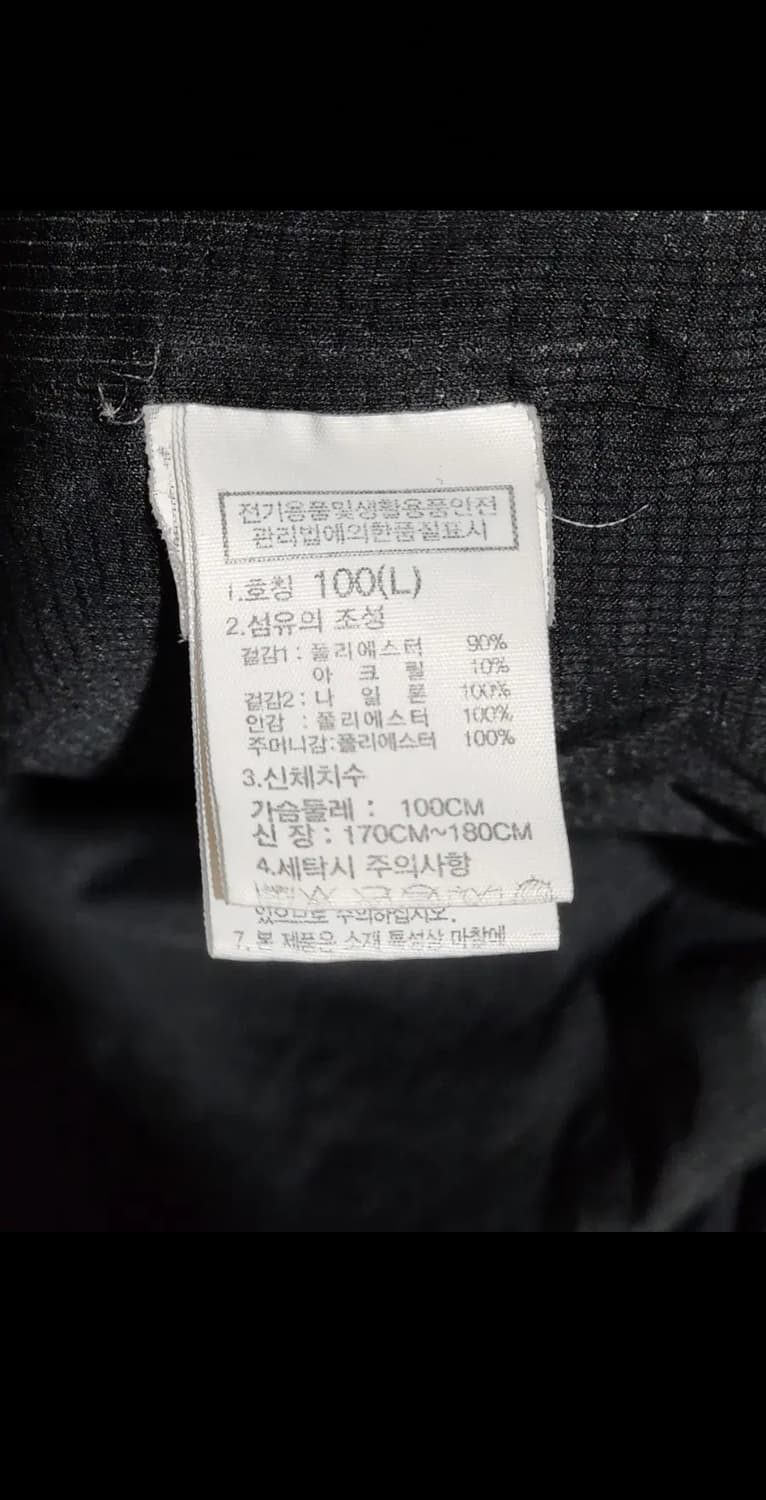 전기용품및생활용품안전
관리법에의한품질표시
1.호칭 100(L)
2.섬유의 조성
겉감1 : 폴리에스터 90%
아 크 릴 10%
겉감2 : 나 일 론 100%
안감 : 폴리에스터 100%
주머니감:폴리에스터 100%
3.신체치수
가슴둘레 : 100CM
신 장 : 170CM~180CM
4.세탁시 주의사항
있으므로 주의하십시오.
7. 본 제품은 소재 특성상 마찰에